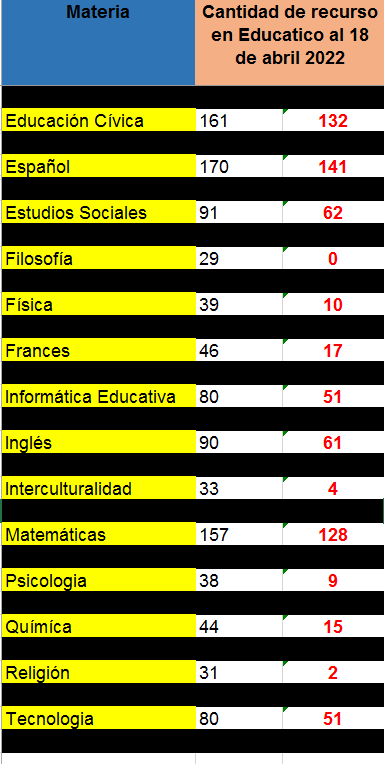 Materia
Cantidad de recurso
en Educatico al 18
de abril 2022
Educación Cívica 161 132
Español 170 141
Estudios Sociales 91 62
Filosofía 29 0
Física 39 10
Frances 46 17
Informática Educativa 80 51
Inglés 90 61
Interculturalidad 33 4
Matemáticas 157 128
Psicologia 38 9
Químíca 44 15
Religión 31 2
Tecnologia 80 51